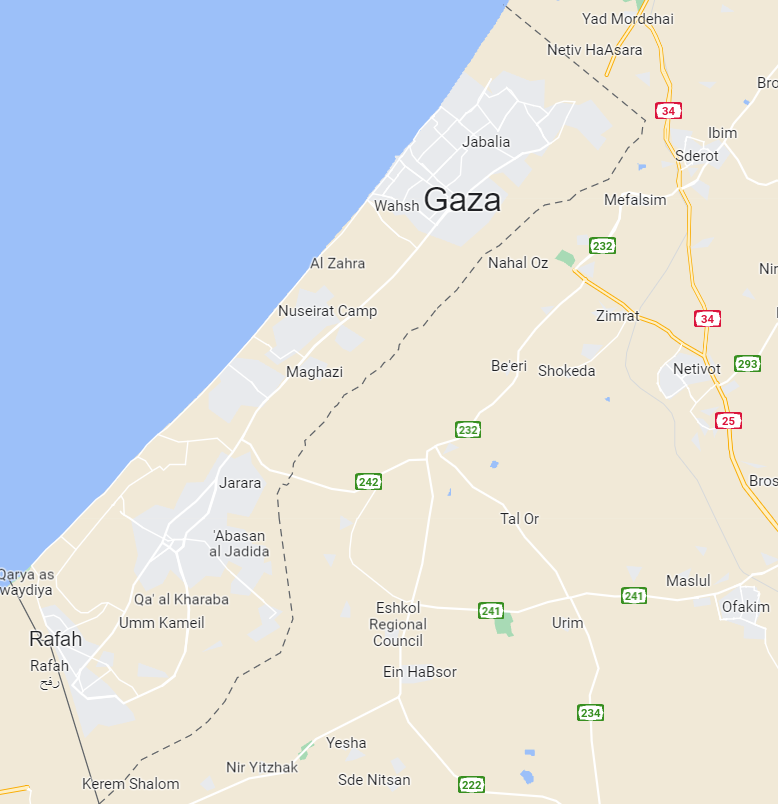 Yad Mordehai
Netiv HaAsara
Bro
34
Ibim
Jabalia
Sderot
Wahsh
Gaza
Mefalsim
232
Al Zahra
Nahal Oz
Nir
Nuseirat Camp
Zimrat
34
Maghazi
Be'eri
Shokeda
Netivot
293
25
232
Jarara
242
Bros
'Abasan
al Jadida
Tal Or
Qarya as
waydiya
Maslul
Qa' al Kharaba
Eshkol
Regional
Council
241
241
Ofakim
Umm Kameil
Urim
Rafah
Rafah
رفح
Ein HaBsor
234
Yesha
Nir Yitzhak
Kerem Shalom
Sde Nitsan
222